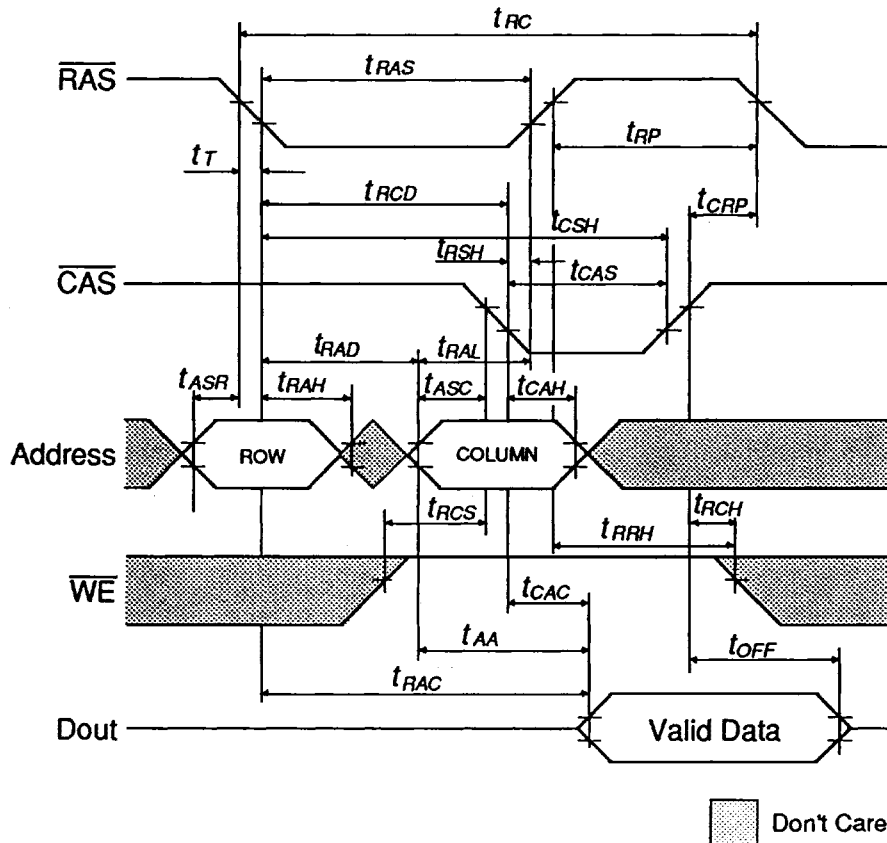 tRC
RAS
tRAS
tRP
tT
tRCD
tCRP
tCSH
tRSH
tCAS
CAS
tRAD
tRAL
tASR
tRAH
tASC
tCAH
Address
ROW
COLUMN
tRCS
tRCH
tRRH
WE
tCAC
tAA
tOFF
tRAC
Dout
Valid Data
Don't Care